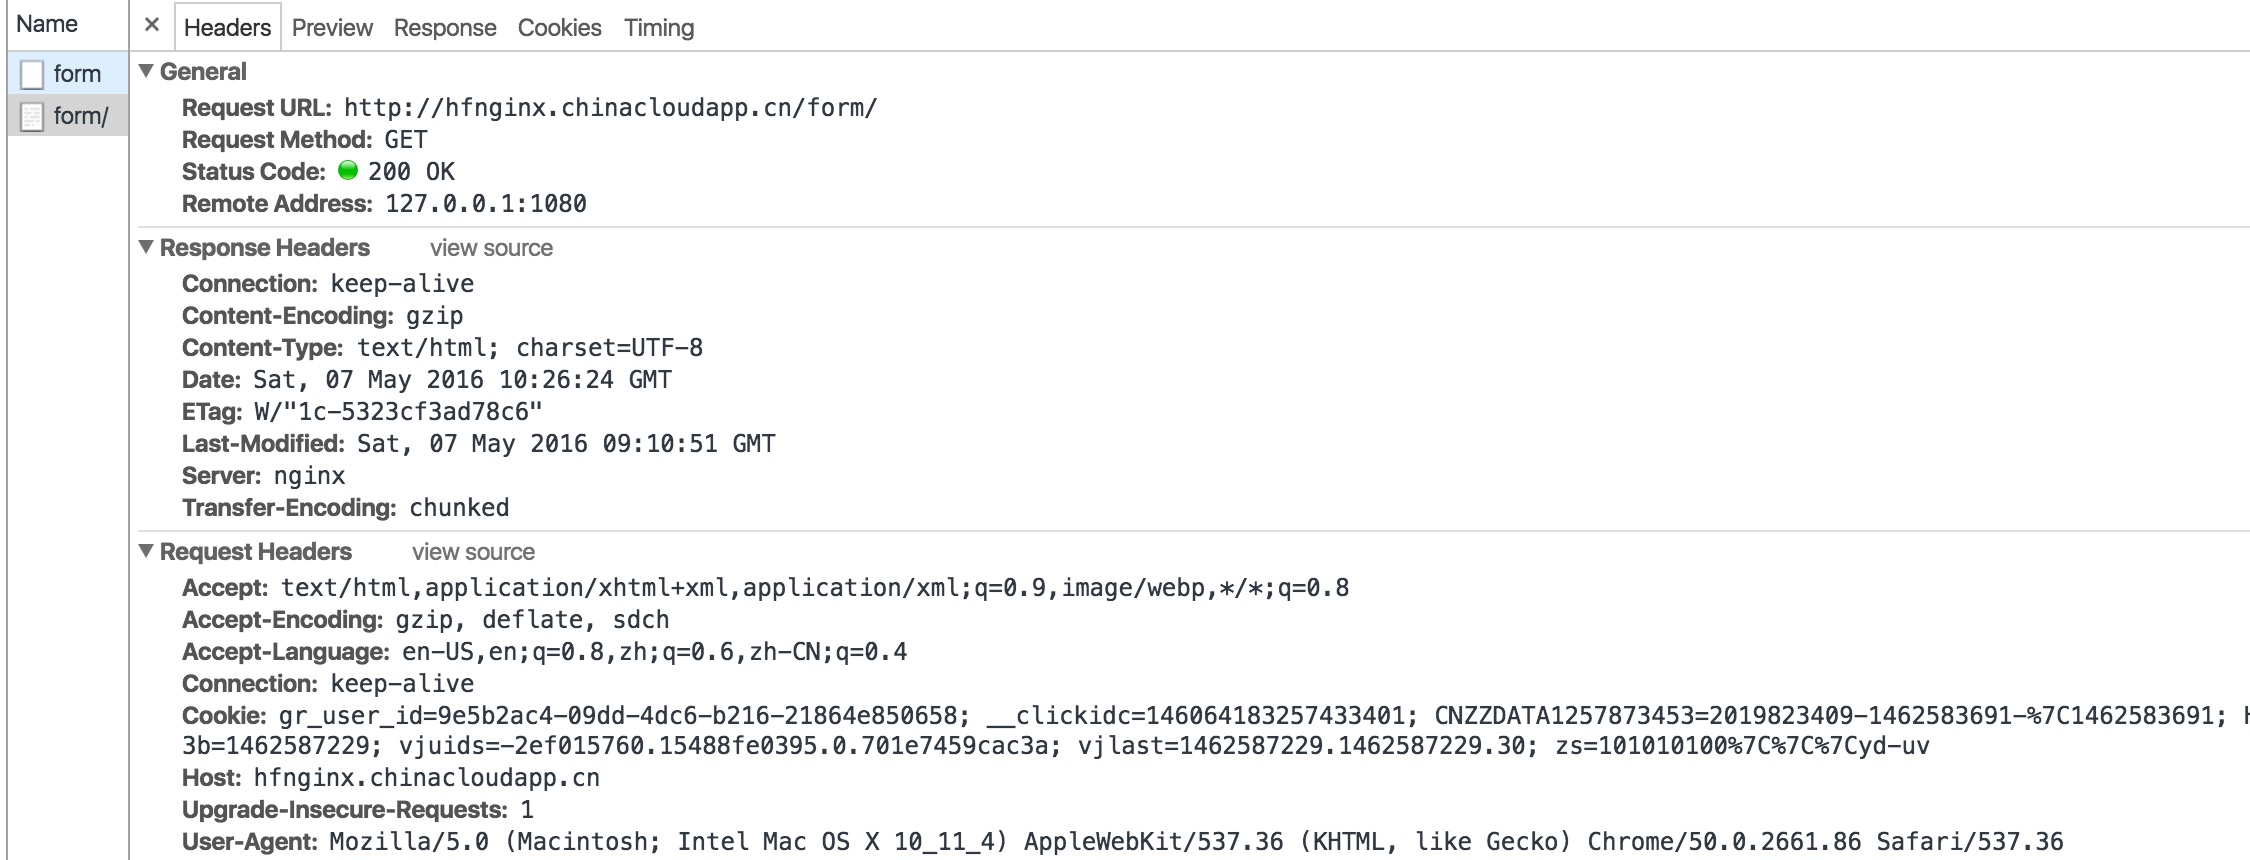 Name
× Headers Preview Response Cookies Timing
form
form/
▼ General
Request URL: http://hfnginx.chinacloudapp.cn/form/
Request Method: GET
Status Code: 200 OK
Remote Address: 127.0.0.1:1080
▼ Response Headers view source
Connection: keep-alive
Content-Encoding: gzip
Content-Type: text/html; charset=UTF-8
Date: Sat, 07 May 2016 10:26:24 GMT
ETag: W/"1c-5323cf3ad78c6"
Last-Modified: Sat, 07 May 2016 09:10:51 GMT
Server: nginx
Transfer-Encoding: chunked
▼ Request Headers view source
Accept: text/html,application/xhtml+xml,application/xml;q=0.9,image/webp,*/*;q=0.8
Accept-Encoding: gzip, deflate, sdch
Accept-Language: en-US,en;q=0.8,zh;q=0.6,zh-CN;q=0.4
Connection: keep-alive
Cookie: gr_user_id=9e5b2ac4-09dd-4dc6-b216-21864e850658; __clickidc=146064183257433401; CNZZDATA1257873453=2019823409-1462583691-%7C1462583691;
3b=1462587229; vjuids=-2ef015760.15488fe0395.0.701e7459cac3a; vjlast=1462587229.1462587229.30; zs=101010100%7C%7C%7Cyd-uv
Host: hfnginx.chinacloudapp.cn
Upgrade-Insecure-Requests: 1
User-Agent: Mozilla/5.0 (Macintosh; Intel Mac OS X 10_11_4) AppleWebKit/537.36 (KHTML, like Gecko) Chrome/50.0.2661.86 Safari/537.36